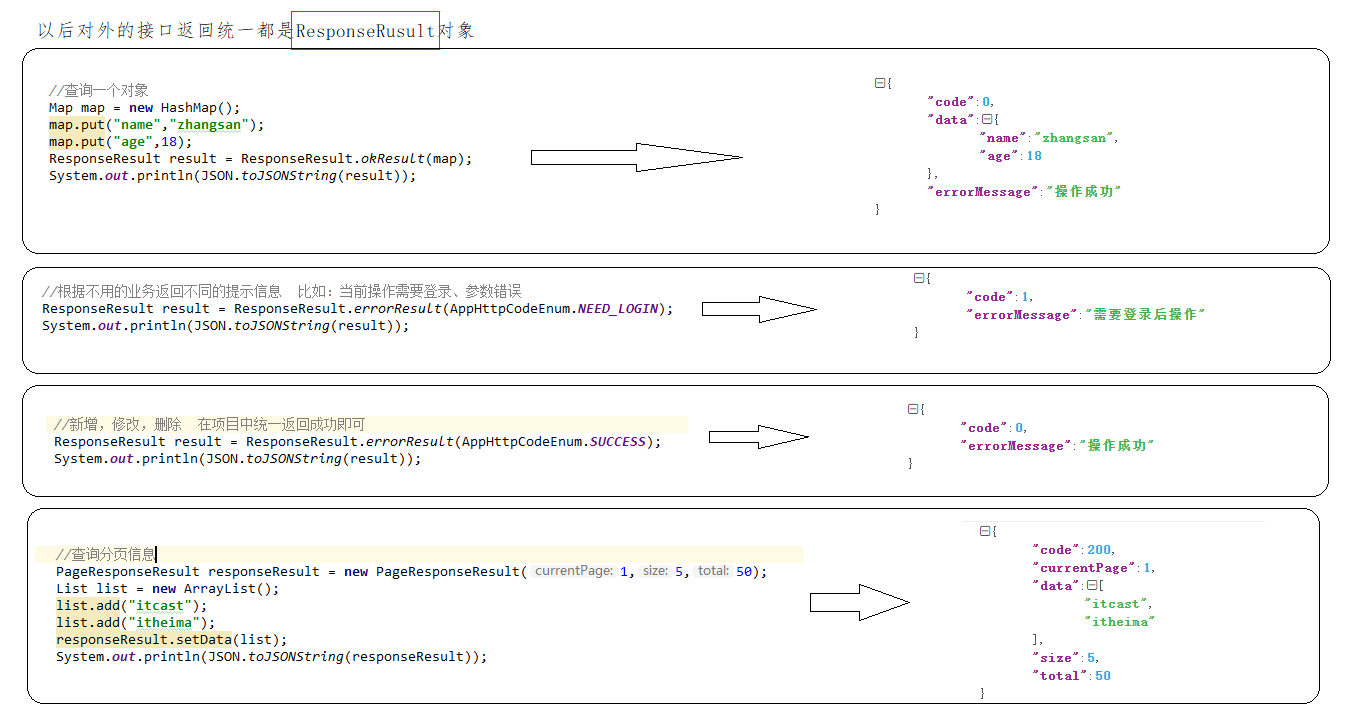 以后对外的接口返回统一都是ResponseRusult对象
//查询一个对象
Map map = new HashMap();
map.put("name","zhangsan");
map.put("age",18);
ResponseResult result = ResponseResult.okResult(map);
System.out.println(JSON.toJSONString(result));
{
"code":0,
"data":{
"name":"zhangsan",
"age":18
},
"errorMessage":"操作成功"
}
//根据不用的业务返回不同的提示信息 比如：当前操作需要登录、参数错误
ResponseResult result = ResponseResult.errorResult(AppHttpCodeEnum.NEED_LOGIN);
System.out.println(JSON.toJSONString(result));
{
"code":1,
"errorMessage":"需要登录后操作"
}
//新增，修改，删除 在项目中统一返回成功即可
ResponseResult result = ResponseResult.errorResult(AppHttpCodeEnum.SUCCESS);
System.out.println(JSON.toJSONString(result));
{
"code":0,
"errorMessage":"操作成功"
}
//查询分页信息
PageResponseResult responseResult = new PageResponseResult( currentPage: 1, size: 5, total: 50);
List list = new ArrayList();
list.add("itcast");
list.add("itheima");
responseResult.setData(list);
System.out.println(JSON.toJSONString(responseResult));
{
"code":200,
"currentPage":1,
"data":[
"itcast",
"itheima"
],
"size":5,
"total":50
}